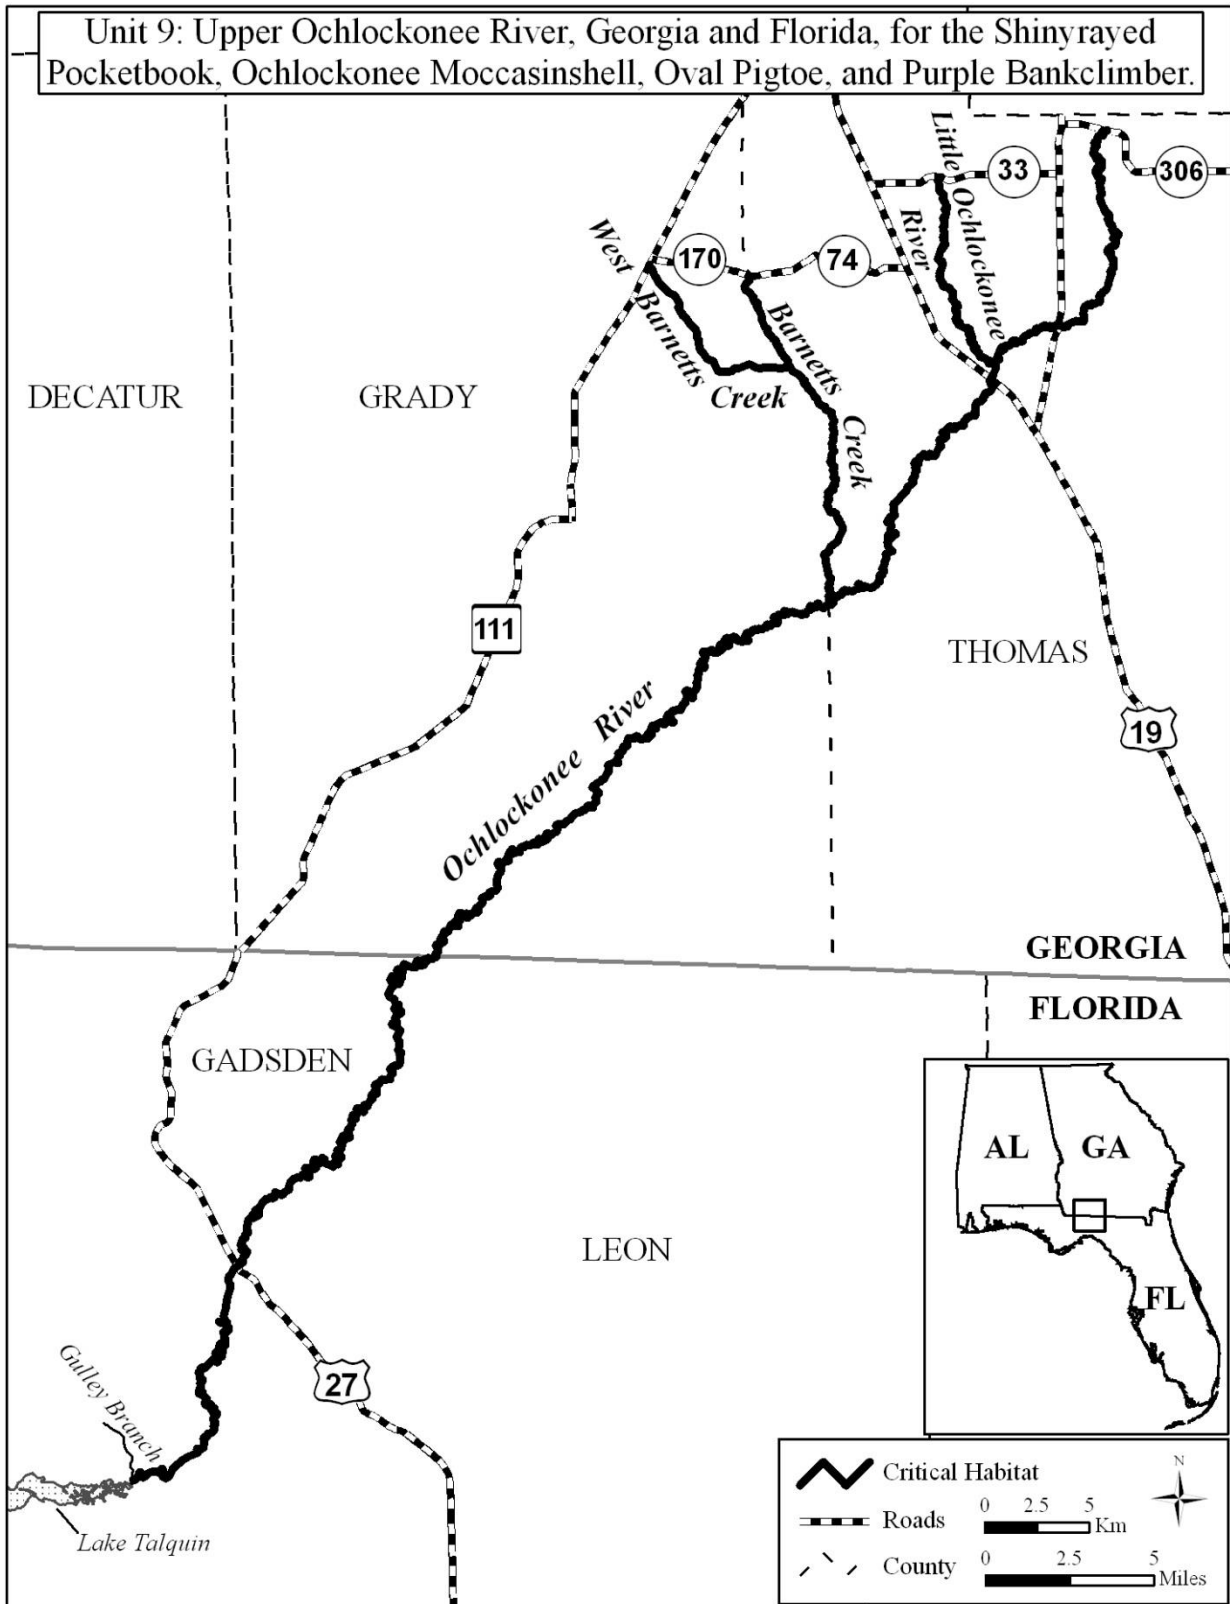 Unit 9: Upper Ochlockonee River, Georgia and Florida, for the Shinyrayed
Pocketbook, Ochlockonee Moccasinshell, Oval Pigtoe, and Purple Bankclimber.
Little Ochlockonee
River
33
306
West
Barnetts
Creek
170
74
Barnetts
Creek
DECATUR
GRADY
111
THOMAS
19
Ochlockonee River
GEORGIA
FLORIDA
GADSDEN
LEON
AL
GA
FL
27
Gulley Branch
Lake Talquin
Critical Habitat
Roads
County
N
0 2.5 5
Km
0 2.5 5
Miles